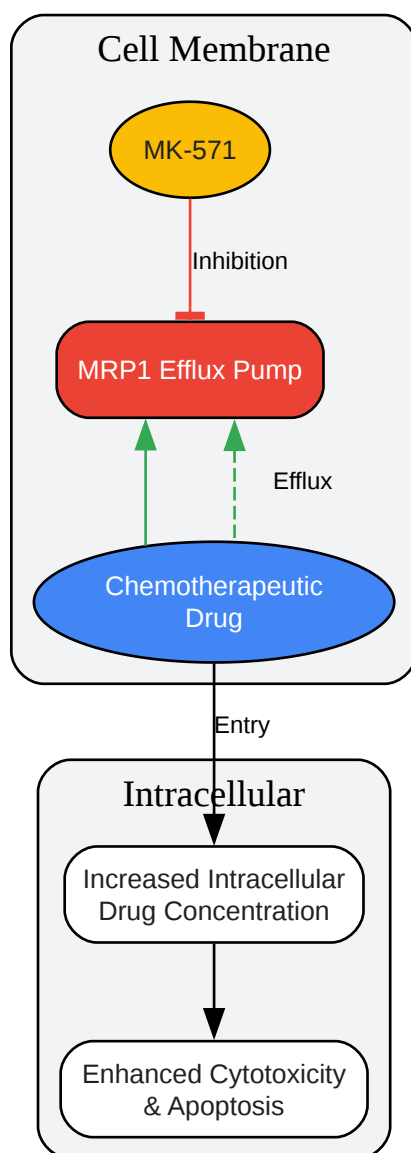 Cell Membrane
MK-571
Inhibition
MRP1 Efflux Pump
Efflux
Chemotherapeutic
Drug
Entry
Intracellular
Increased Intracellular
Drug Concentration
Enhanced Cytotoxicity
& Apoptosis